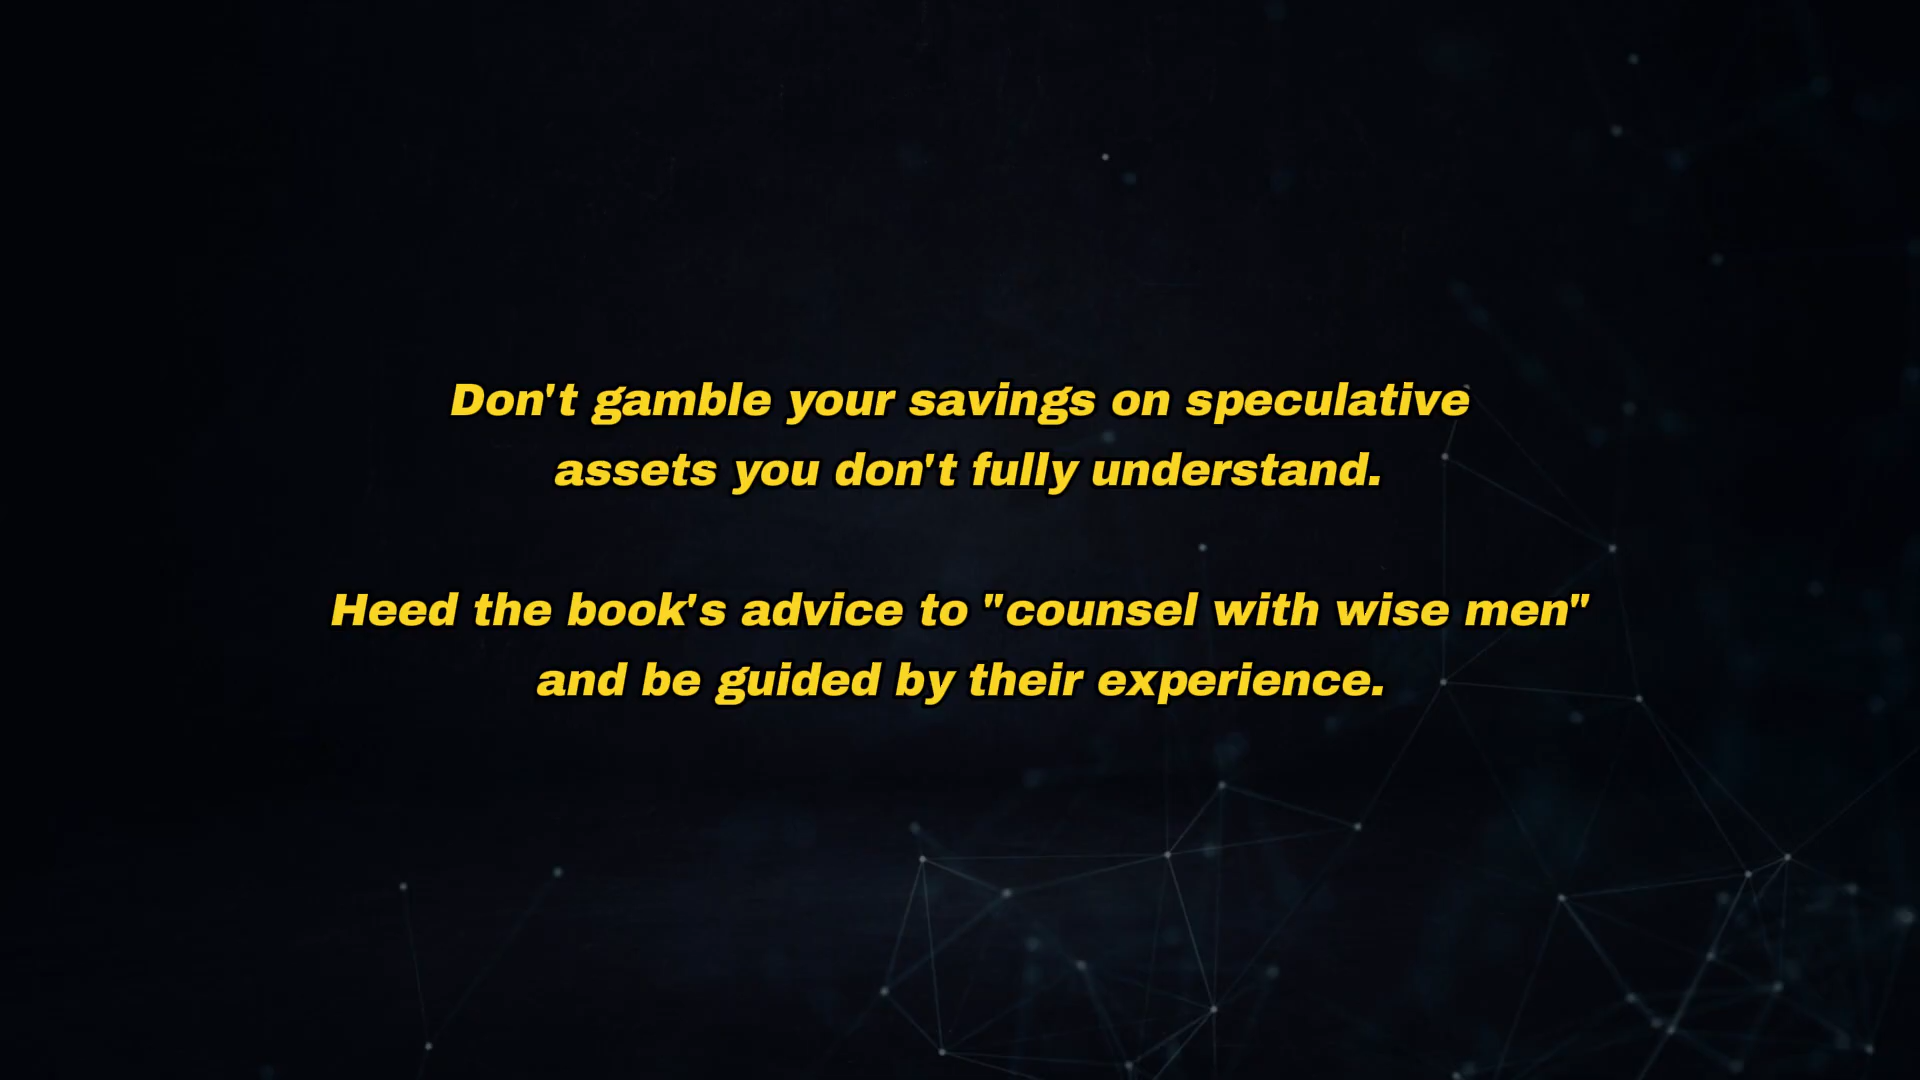 Don't gamble your savings on speculative
assets you don't fully understand.
Heed the book's advice to "counsel with wise men"
and be guided by their experience.